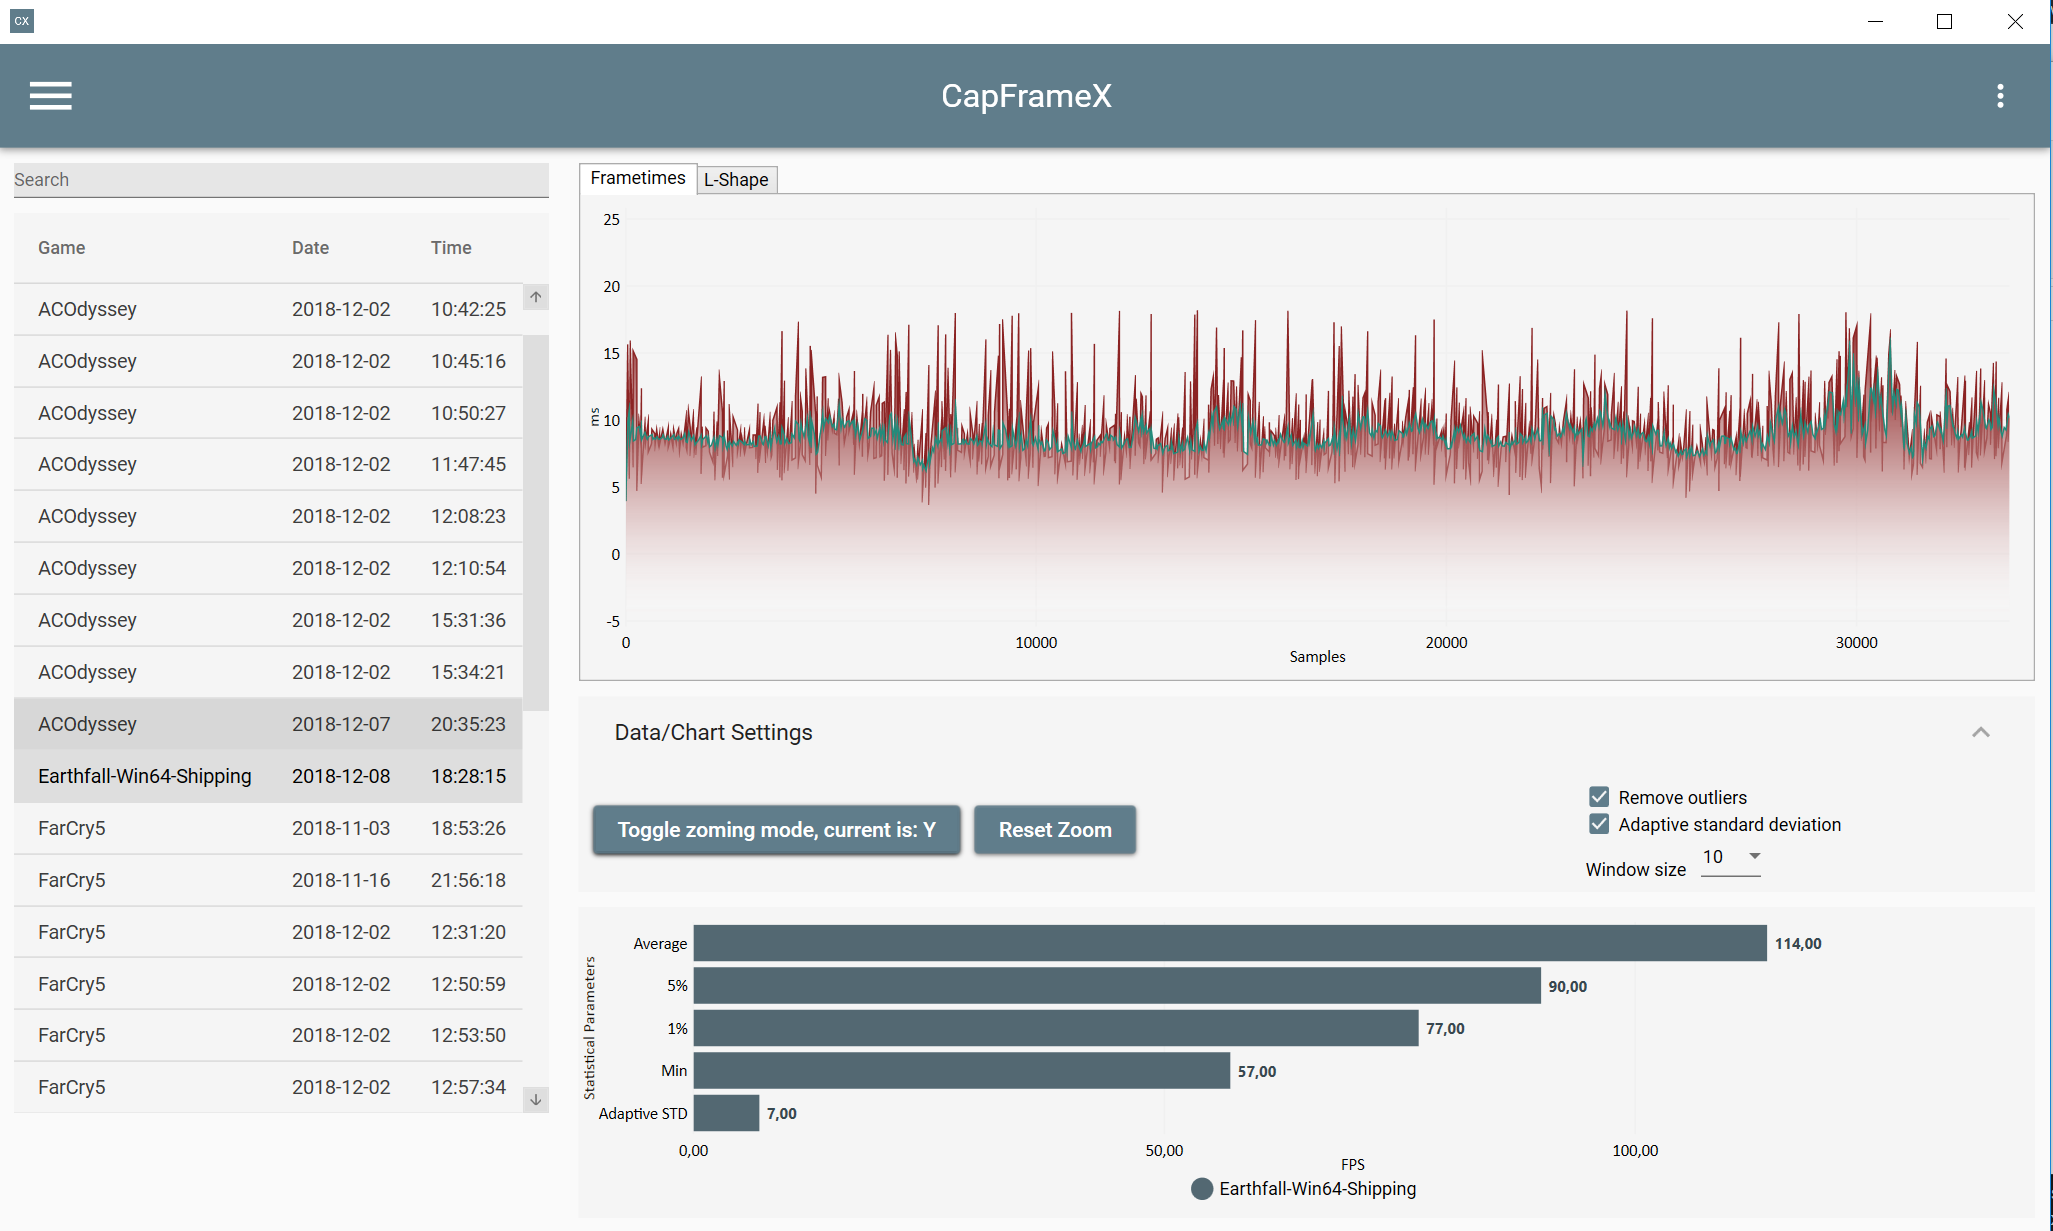 CX
CapFrameX
Search
Game Date Time
ACOdyssey 2018-12-02 10:42:25
ACOdyssey 2018-12-02 10:45:16
ACOdyssey 2018-12-02 10:50:27
ACOdyssey 2018-12-02 11:47:45
ACOdyssey 2018-12-02 12:08:23
ACOdyssey 2018-12-02 12:10:54
ACOdyssey 2018-12-02 15:31:36
ACOdyssey 2018-12-02 15:34:21
ACOdyssey 2018-12-07 20:35:23
Earthfall-Win64-Shipping 2018-12-08 18:28:15
FarCry5 2018-11-03 18:53:26
FarCry5 2018-11-16 21:56:18
FarCry5 2018-12-02 12:31:20
FarCry5 2018-12-02 12:50:59
FarCry5 2018-12-02 12:53:50
FarCry5 2018-12-02 12:57:34
Frametimes L-Shape
25
20
15
10
5
0
-5
ms
0 10000 20000 30000
Samples
Data/Chart Settings
Toggle zoming mode, current is: Y Reset Zoom
Remove outliers
Adaptive standard deviation
Window size 10
Statistical Parameters
Average 114,00
5% 90,00
1% 77,00
Min 57,00
Adaptive STD 7,00
0,00 50,00 100,00
FPS
Earthfall-Win64-Shipping